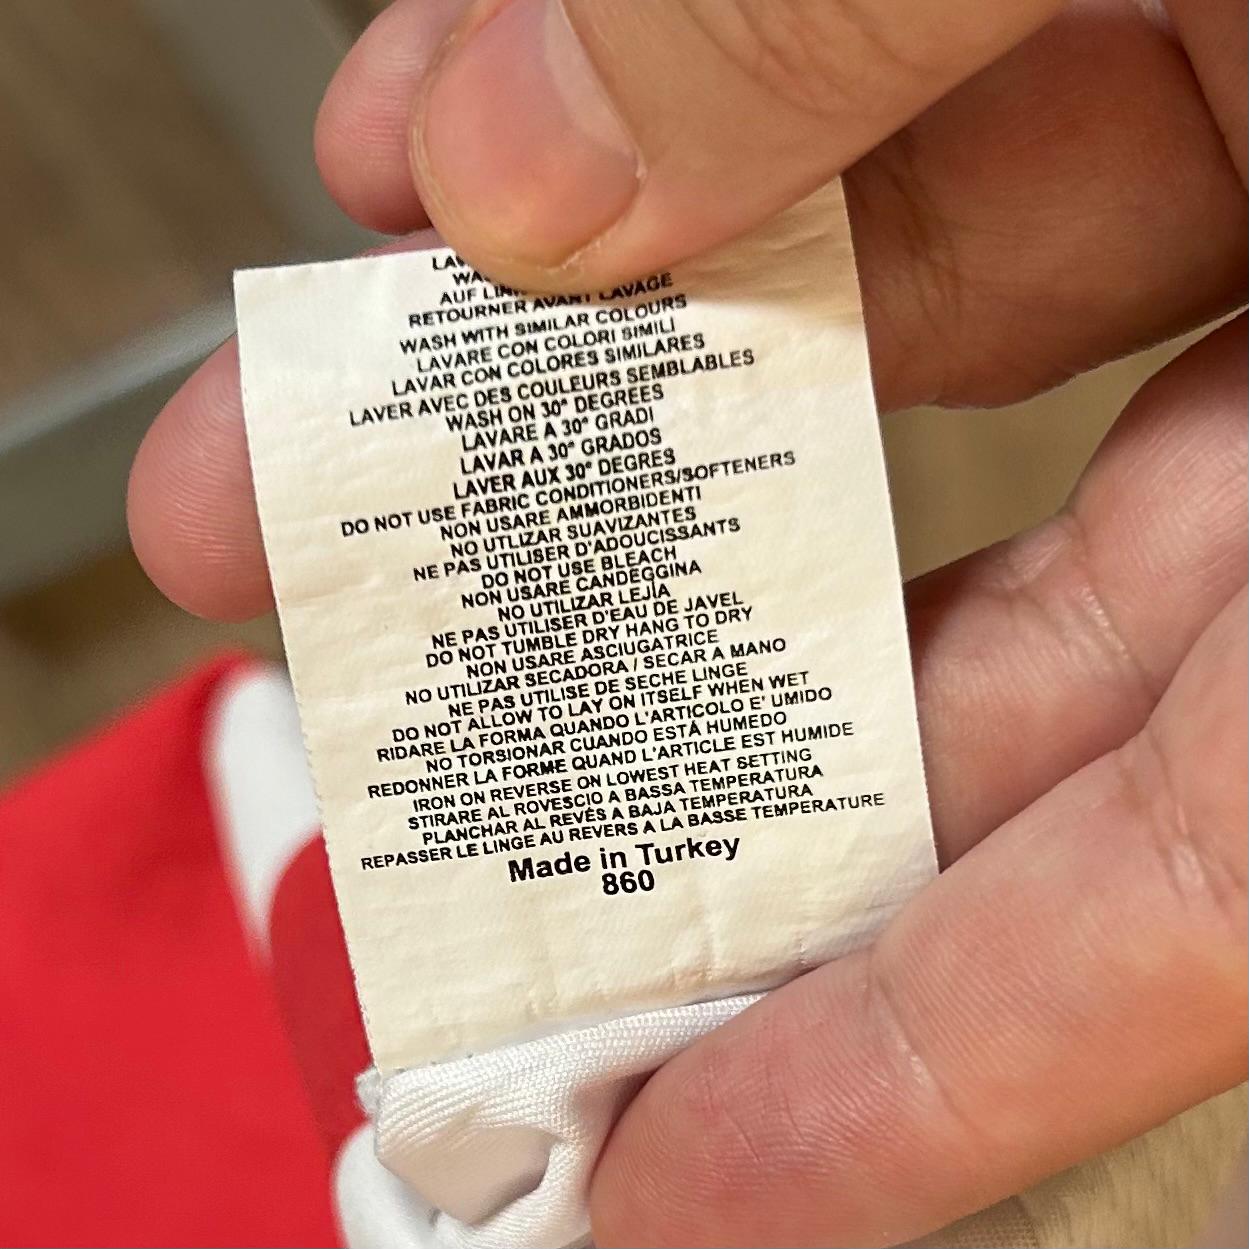 AUF
RETOURNER AVANT LAVAGE
WASH WITH SIMILAR COLOURS
LAVARE CON COLORI SIMILI
LAVAR CON COLORES SIMILARES
LAVER AVEC DES COULEURS SEMBLABLES
WASH ON 30° DEGREES
LAVARE A 30° GRADI
LAVAR A 30° GRADOS
LAVER AUX 30° DEGRES
DO NOT USE FABRIC CONDITIONERS/SOFTENERS
NON USARE AMMORBIDENTI
NO UTLIZAR SUAVIZANTES
NE PAS UTILISER D'ADOUCISSANTS
DO NOT USE BLEACH
NON USARE CANDEGGINA
NO UTILIZAR LEJÍA
NE PAS UTILISER D'EAU DE JAVEL
DO NOT TUMBLE DRY HANG TO DRY
NON USARE ASCIUGATRICE
NO UTILIZAR SECADORA / SECAR A MANO
NE PAS UTILISE DE SECHE LINGE
DO NOT ALLOW TO LAY ON ITSELF WHEN WET
RIDARE LA FORMA QUANDO L'ARTICOLO E' UMIDO
NO TORSIONAR CUANDO ESTÁ HUMEDO
REDONNER LA FORME QUAND L'ARTICLE EST HUMIDE
IRON ON REVERSE ON LOWEST HEAT SETTING
STIRARE AL ROVESCIO A BASSA TEMPERATURA
PLANCHAR AL REVÉS A BAJA TEMPERATURA
REPASSER LE LINGE AU REVERS A LA BASSE TEMPERATURE
Made in Turkey
860